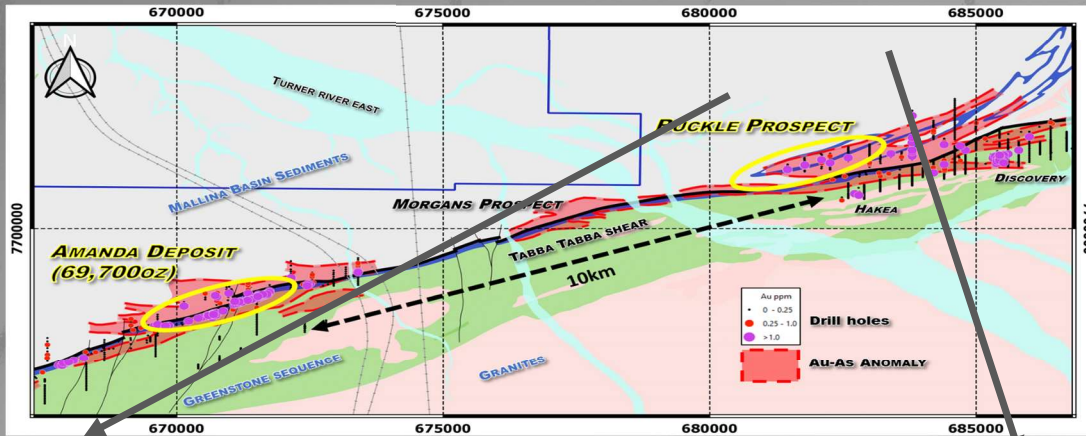 670000
675000
680000
685000
N
TURNER RIVER EAST
PUCKLE PROSPECT
MALLINA BASIN SEDIMENTS
MORGANS PROSPECT
DISCOVERY
HAKEA
7700000
TABBA TABBA SHEAR
AMANDA DEPOSIT
(69,700oz)
10km
Au ppm
0 - 0.25
0.25 - 1.0
>1.0
Drill holes
AU-AS ANOMALY
GRANITES
GREENSTONE SEQUENCE
670000
675000
680000
685000